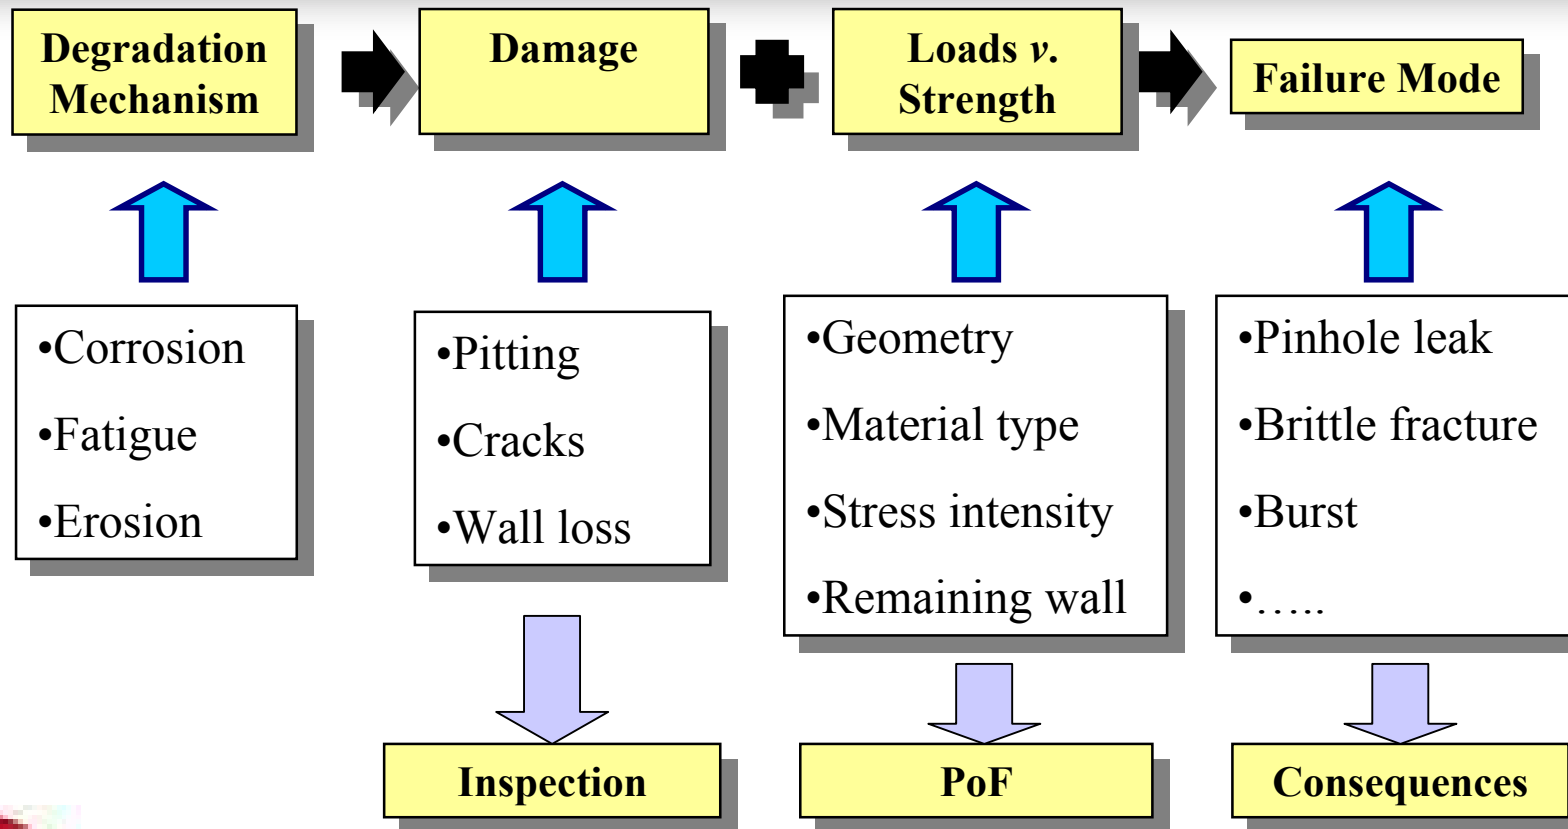 Degradation
Mechanism
Damage
Loads v.
Strength
Failure Mode
•Corrosion
•Fatigue
•Erosion
•Pitting
•Cracks
•Wall loss
•Geometry
•Material type
•Stress intensity
•Remaining wall
•Pinhole leak
•Brittle fracture
•Burst
•…..
Inspection
PoF
Consequences